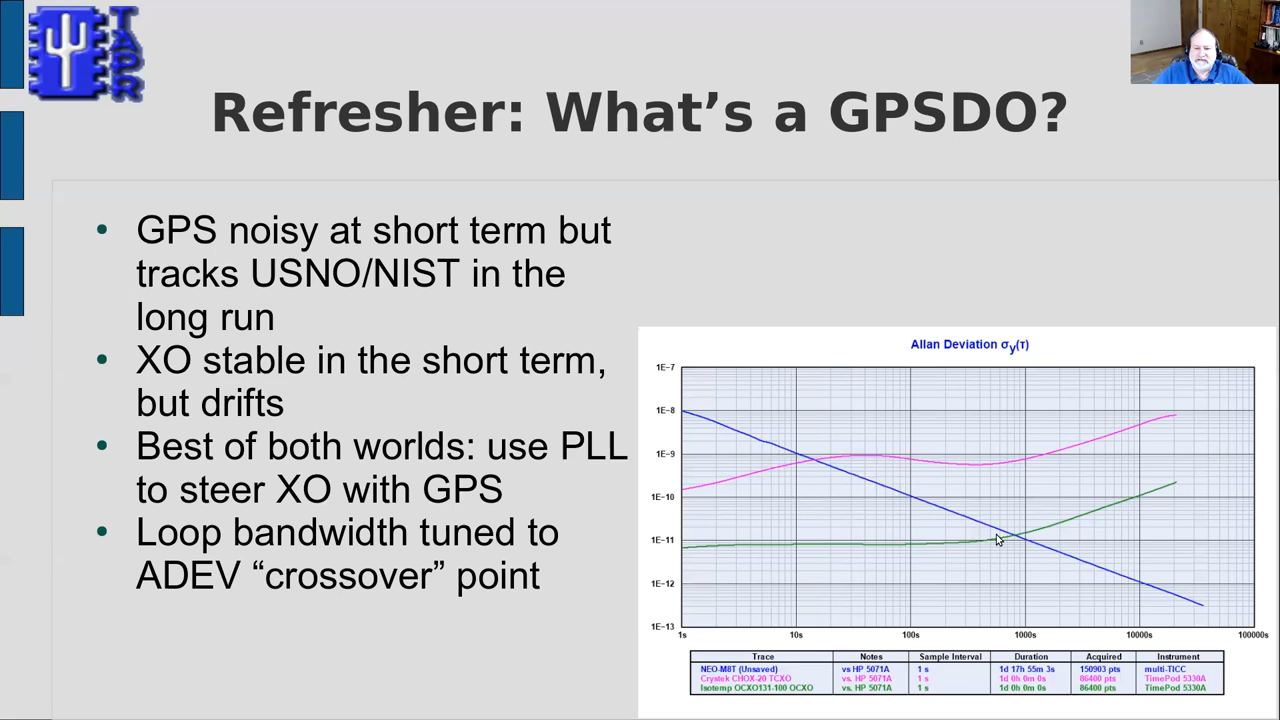 TAPR
Refresher: What’s a GPSDO?
• GPS noisy at short term but
tracks USNO/NIST in the
long run
• XO stable in the short term,
but drifts
• Best of both worlds: use PLL
to steer XO with GPS
• Loop bandwidth tuned to
ADEV “crossover” point
Allan Deviation σy(τ)
1E-7
1E-8
1E-9
1E-10
1E-11
1E-12
1E-13
1s 10s 100s 1000s 10000s 100000s
Trace Notes Sample Interval Duration Acquired Instrument
NEO-M8T (Unsaved) vs HP 5071A 1 s 1d 17h 55m 3s 150903 pts multi-TICC
Crystek CHOX-20 TCXO vs. HP 5071A 1 s 1d 0h 0m 0s 86400 pts TimePod 5330A
Isotemp OCXO131-100 OCXO vs. HP 5071A 1 s 1d 0h 0m 0s 86400 pts TimePod 5330A